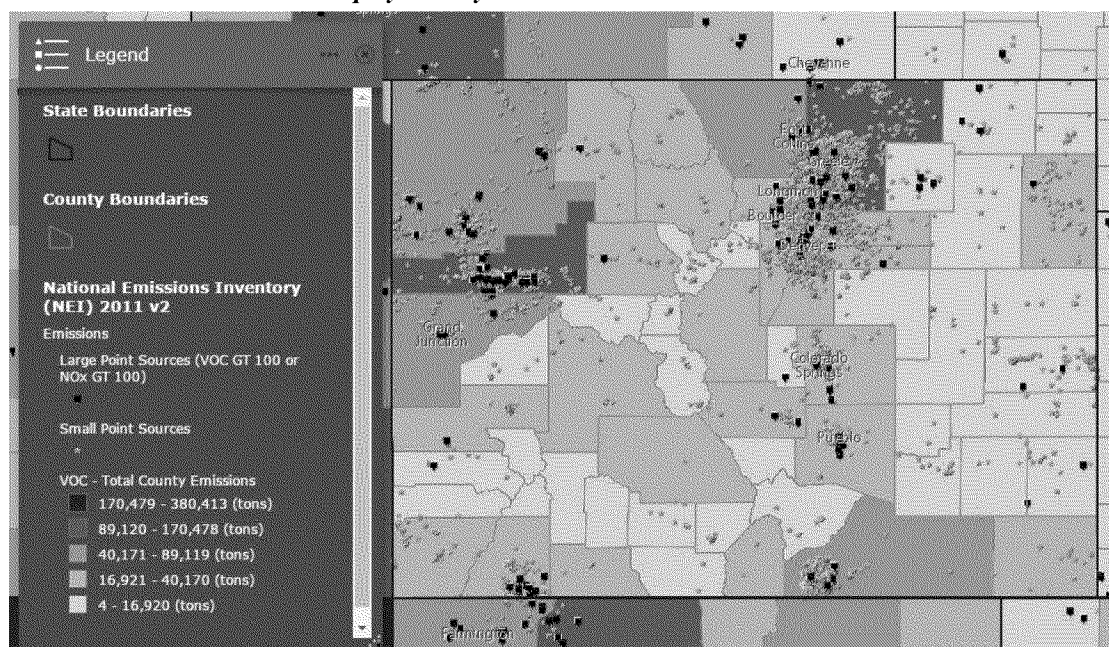 Legend
State Boundaries
County Boundaries
National Emissions Inventory
(NEI) 2011 v2
Emissions
Large Point Sources (VOC GT 100 or
NOx GT 100)
Small Point Sources
VOC - Total County Emissions
170,479 - 380,413 (tons)
89,120 - 170,478 (tons)
40,171 - 89,119 (tons)
16,921 - 40,170 (tons)
4 - 16,920 (tons)
Cheyenne
Fort
Collins
Greeley
Longmont
Boulder
Denver
Grand
Junction
Colorado
Springs
Pueblo
Farmington